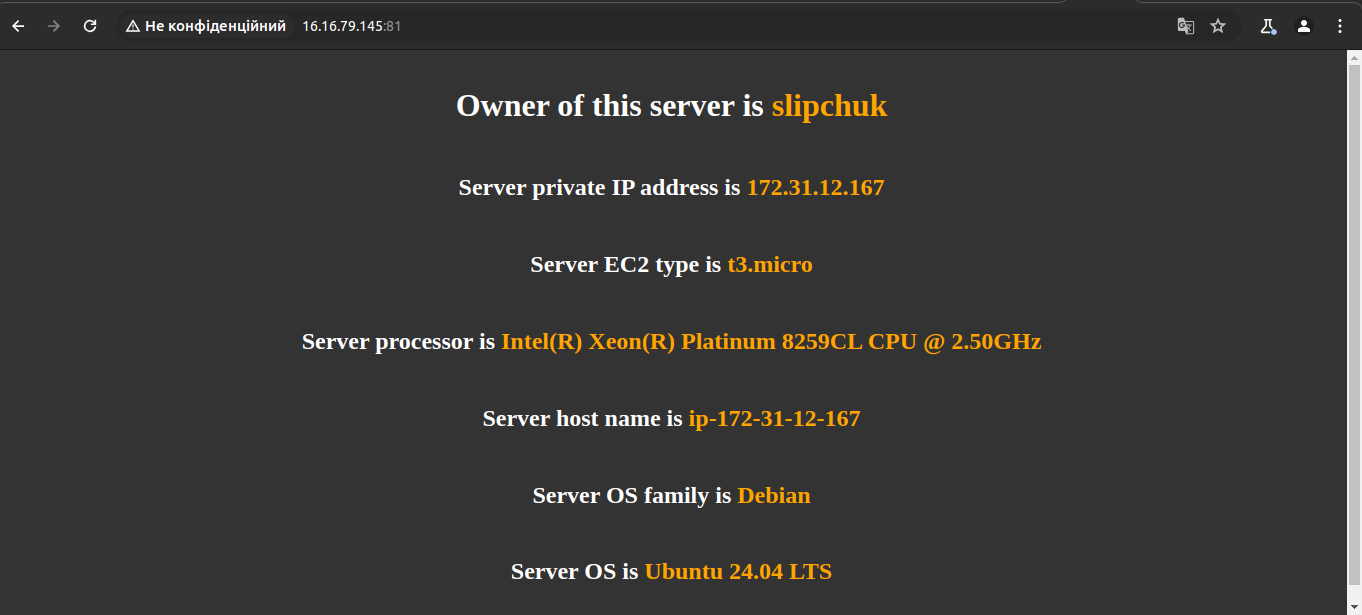 Не конфіденційний 16.16.79.145:81
Owner of this server is slipchuk
Server private IP address is 172.31.12.167
Server EC2 type is t3.micro
Server processor is Intel(R) Xeon(R) Platinum 8259CL CPU @ 2.50GHz
Server host name is ip-172-31-12-167
Server OS family is Debian
Server OS is Ubuntu 24.04 LTS